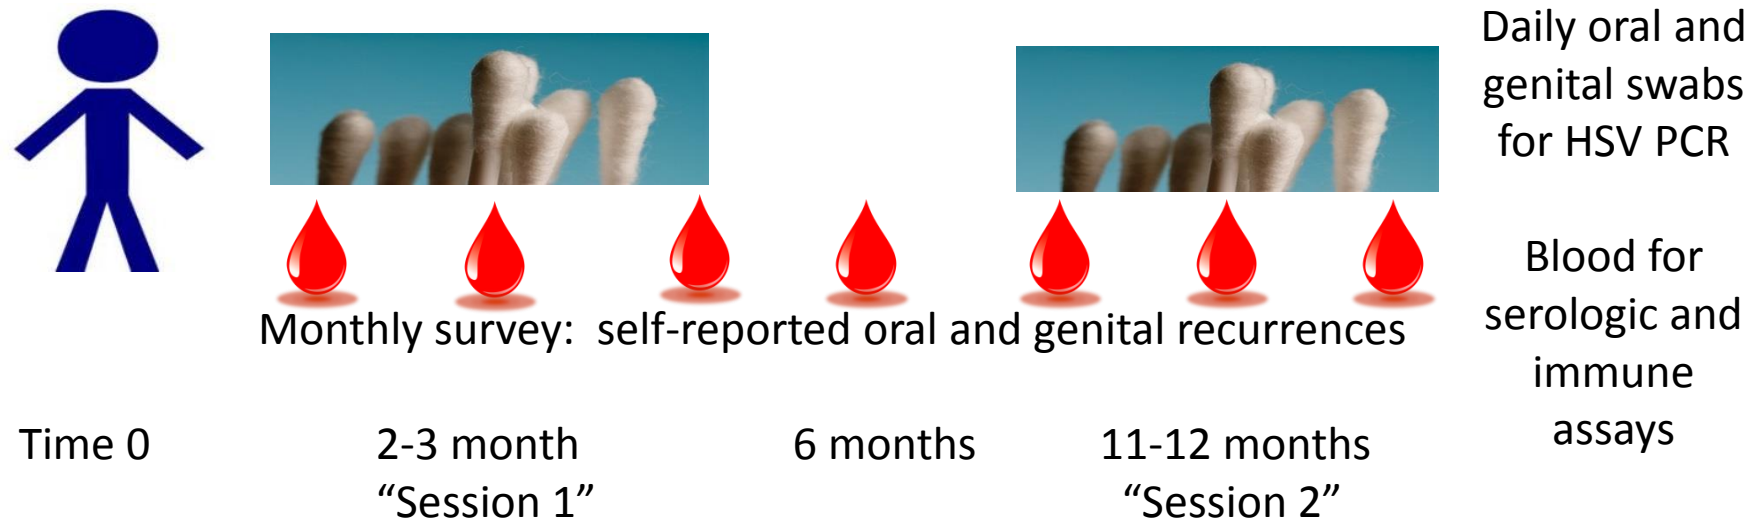 Daily oral and
genital swabs
for HSV PCR
Blood for
serologic and
immune
assays
Monthly survey:  self-reported oral and genital recurrences
Time 0
2-3 month
“Session 1”
6 months
11-12 months
“Session 2”